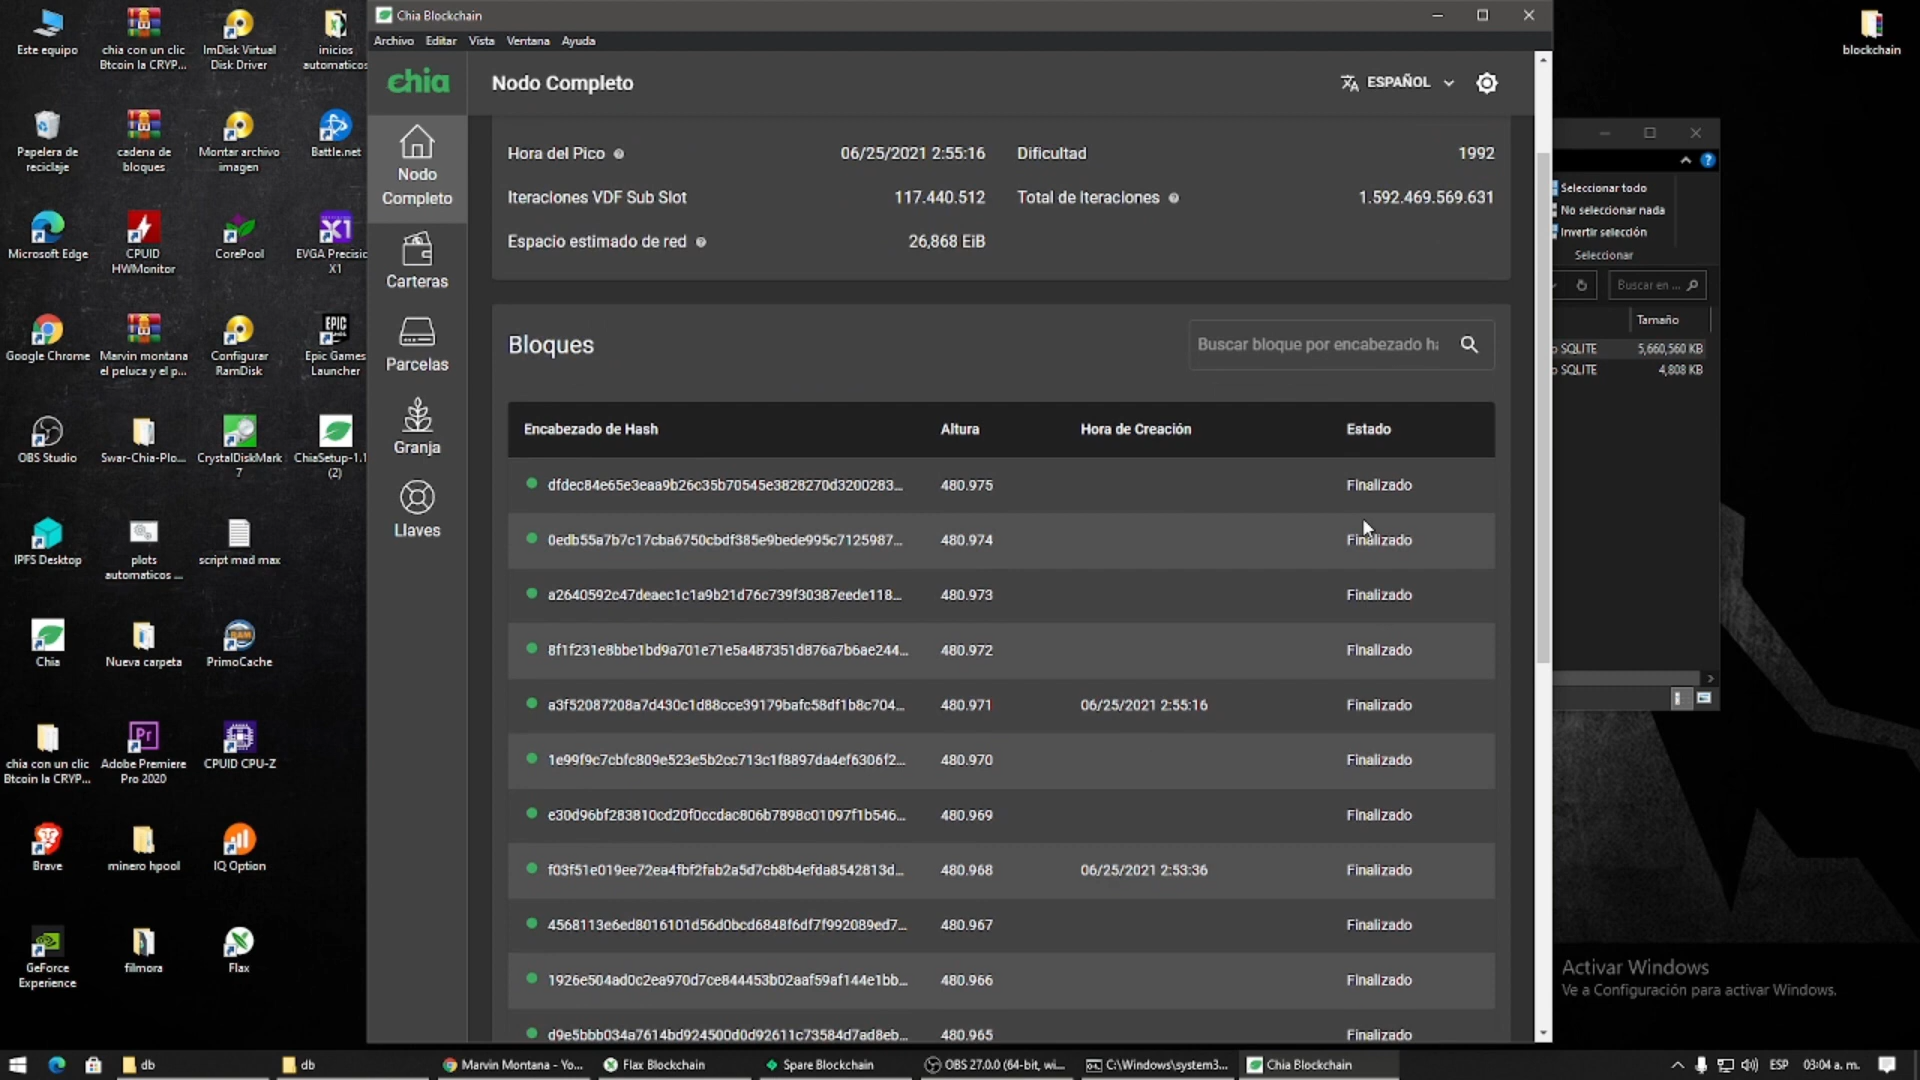 Este equipo
chia con un clic
Btcoin la CRYP...
ImDisk Virtual
Disk Driver
inicios
automaticos
Papelera de
reciclaje
cadena de
bloques
Montar archivo
imagen
Battle.net
Microsoft Edge
CPUID
HWMonitor
CorePool
EVGA Precisic
X1
Google Chrome
Marvin montana
el peluca y el p...
Configurar
RamDisk
EPIC
Epic Games
Launcher
OBS Studio
Swar-Chia-Plo...
CrystalDiskMark
7
ChiaSetup-1.1
(2)
IPFS Desktop
plots
automaticos ...
script mad max
Chia
Nueva carpeta
PrimoCache
chia con un clic
Btcoin la CRYP...
Adobe Premiere
Pro 2020
CPUID CPU-Z
Brave
minero hpool
IQ Option
GeForce
Experience
filmora
Flax
Chia Blockchain
Archivo Editar Vista Ventana Ayuda
chia
Nodo Completo
ESPAÑOL
Nodo
Completo
Carteras
Parcelas
Granja
Llaves
Hora del Pico 06/25/2021 2:55:16 Dificultad 1992
Iteraciones VDF Sub Slot 117.440.512 Total de Iteraciones 1.592.469.569.631
Espacio estimado de red 26,868 EiB
Bloques
Buscar bloque por encabezado ha
Encabezado de Hash Altura Hora de Creación Estado
dfdec84e65e3eaa9b26c35b70545e3828270d3200283... 480.975 Finalizado
0edb55a7b7c17cba6750cbdf385e9bede995c7125987... 480.974 Finalizado
a2640592c47deaec1c1a9b21d76c739f30387eede118... 480.973 Finalizado
8f1f231e8bbe1bd9a701e71e5a487351d876a7b6ae244... 480.972 Finalizado
a3f52087208a7d430c1d88cce39179bafc58df1b8c704... 480.971 06/25/2021 2:55:16 Finalizado
1e99f9c7cbfc809e523e5b2cc713c1f8897da4ef6306f2... 480.970 Finalizado
e30d96bf283810cd20f0ccdac806b7898c01097f1b546... 480.969 Finalizado
f03f51e019ee72ea4fbf2fab2a5d7cb8b4efda8542813d... 480.968 06/25/2021 2:53:36 Finalizado
4568113e6ed8016101d56d0bcd6848f6df7f992089ed7... 480.967 Finalizado
1926e504ad0c2ea970d7ce844453b02aaf59af144e1bb... 480.966 Finalizado
d9e5bbb034a7614bd924500d0d92611c73584d7ad8eb... 480.965 Finalizado
Seleccionar todo
No seleccionar nada
Invertir selección
Seleccionar
Buscar en ...
Tamaño
o SQLITE 5,660,560 KB
o SQLITE 4,808 KB
blockchain
Activar Windows
Ve a Configuración para activar Windows.
db
db
Marvin Montana - Yo...
Flax Blockchain
Spare Blockchain
OBS 27.0.0 (64-bit, wi...
C:\Windows\system3...
Chia Blockchain
ESP
03:04 a. m.